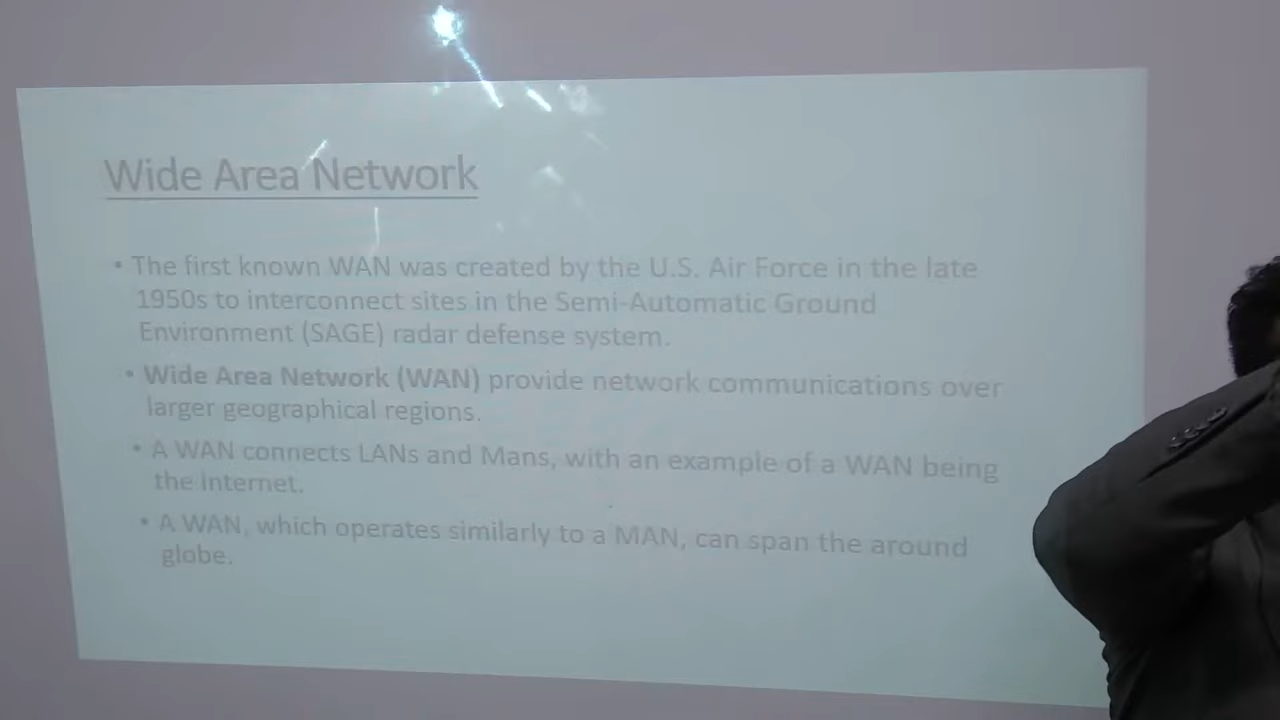 Wide Area Network
• The first known WAN was created by the U.S. Air Force in the late
1950s to interconnect sites in the Semi-Automatic Ground
Environment (SAGE) radar defense system.
• Wide Area Network (WAN) provide network communications over
larger geographical regions.
• A WAN connects LANs and Mans, with an example of a WAN being
the Internet.
• A WAN, which operates similarly to a MAN, can span the around
globe.